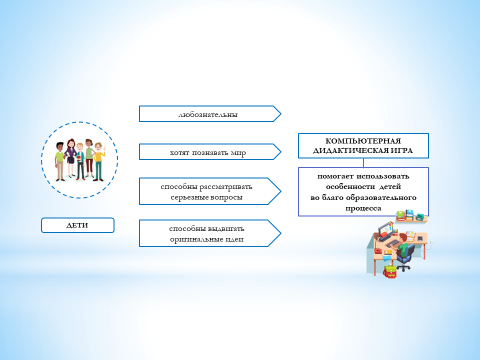 любознательны
хотят познавать мир
способны рассматривать
серьезные вопросы
способны выдвигать
оригинальные идеи
ДЕТИ
КОМПЬЮТЕРНАЯ
ДИДАКТИЧЕСКАЯ ИГРА
помогает использовать
особенности детей
во благо образовательного
процесса